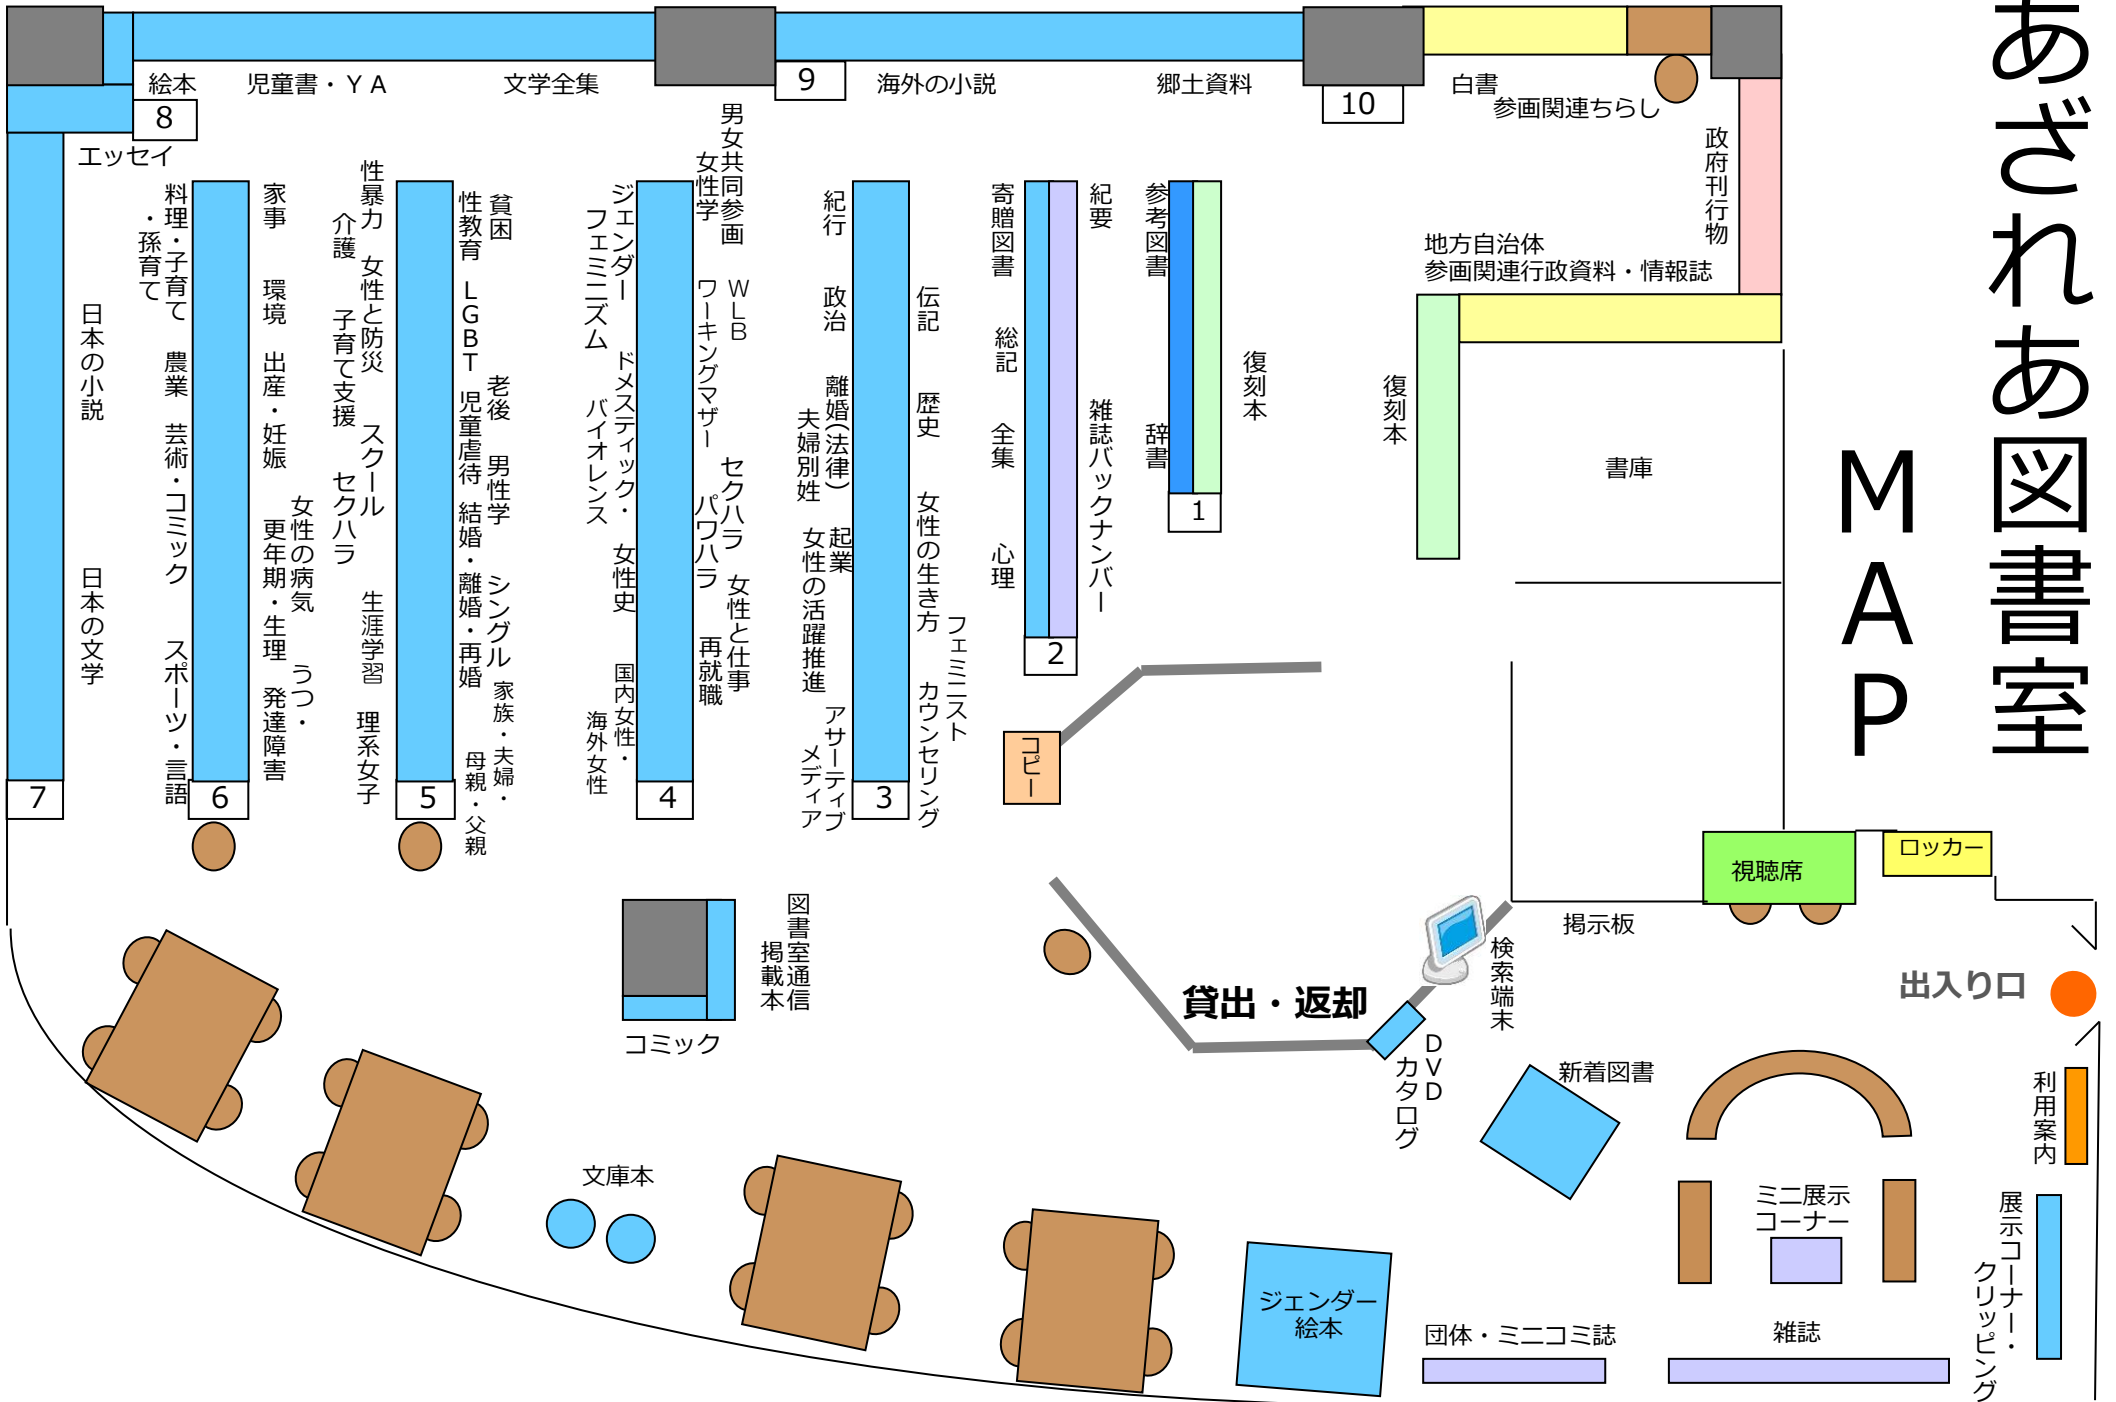 あざれあ図書室
MAP
絵本
児童書・ＹＡ
文学全集
9
海外の小説
郷土資料
10
白書
参画関連ちらし
8
エッセイ
政府刊行物
地方自治体
参画関連行政資料・情報誌
復刻本
書庫
復刻本
参考図書
辞書
1
紀要
雑誌バックナンバー
寄贈図書
総記
全集
心理
2
伝記
歴史
女性の生き方
フェミニスト
カウンセリング
紀行
政治
離婚(法律)
夫婦別姓
起業
女性の活躍推進
アサーティブ
メディア
3
男女共同参画
女性学
ＷＬＢ
ワーキングマザー
セクハラ
パワハラ
女性と仕事
再就職
ジェンダー
フェミニズム
ドメスティック・
バイオレンス
女性史
国内女性・
海外女性
4
貧困
性教育
ＬＧＢＴ
老後
児童虐待
男性学
結婚・離婚・再婚
シングル
家族・夫婦・
母親・父親
性暴力
介護
女性と防災
子育て支援
スクール
セクハラ
生涯学習
理系女子
5
家事
環境
出産・妊娠
女性の病気
更年期・生理
うつ・
発達障害
料理・子育て
・孫育て
農業
芸術・コミック
スポーツ・言語
6
日本の小説
日本の文学
7
コピー
図書室通信
掲載本
コミック
貸出・返却
検索端末
ＤＶＤ
カタログ
掲示板
視聴席
ロッカー
出入り口
新着図書
利用案内
ミニ展示
コーナー
展示コーナー・
クリッピング
文庫本
ジェンダー
絵本
団体・ミニコミ誌
雑誌